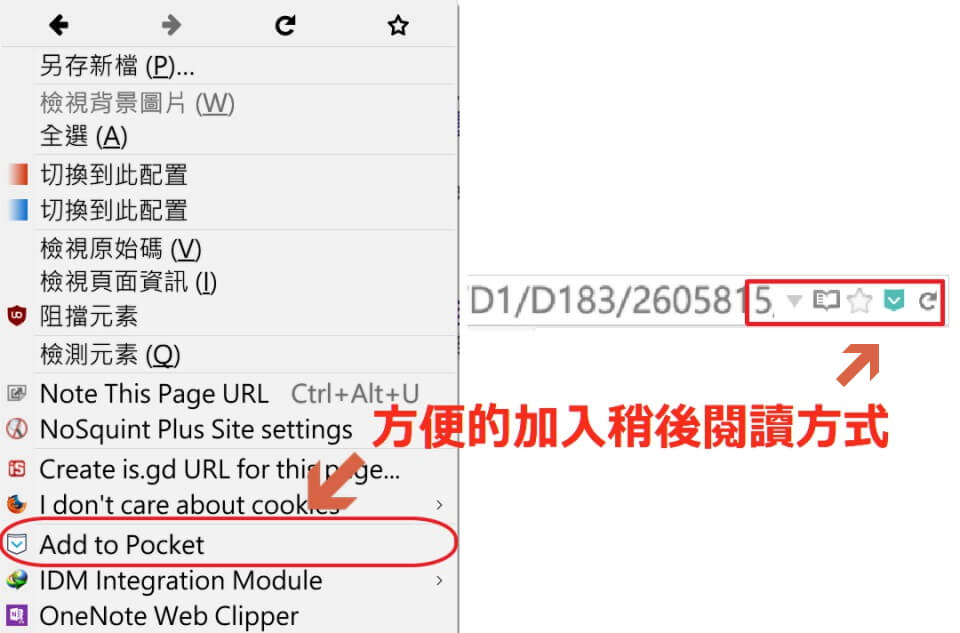 另存新檔 (P)...
檢視背景圖片 (W)
全選 (A)
切換到此配置
切換到此配置
檢視原始碼 (V)
檢視頁面資訊 (I)
阻擋元素
檢測元素 (Q)
Note This Page URL Ctrl+Alt+U
NoSquint Plus Site settings
Create is.gd URL for this page...
I don't care about cookies
Add to Pocket
IDM Integration Module
OneNote Web Clipper
/D1/D183/2605815
方便的加入稍後閱讀方式